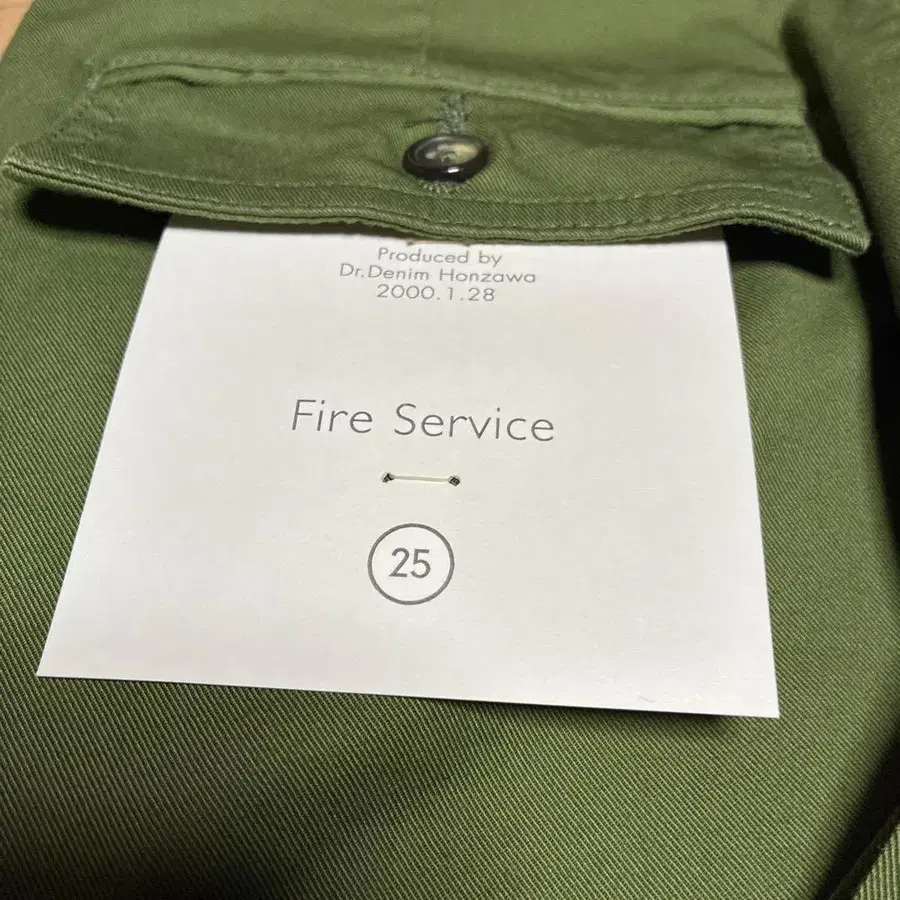 Produced by
Dr.Denim Honzawa
2000.1.28
Fire Service
25